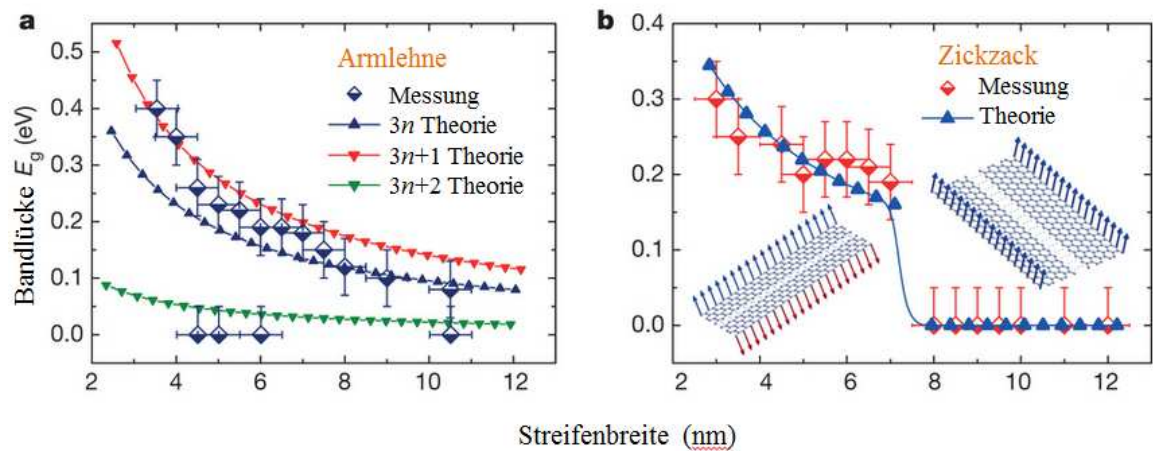 a
Bandlücke Eg (eV)
0.5
0.4
0.3
0.2
0.1
0.0
Armlehne
Messung
3n Theorie
3n+1 Theorie
3n+2 Theorie
2 4 6 8 10 12
b
0.4
0.3
0.2
0.1
0.0
Zickzack
Messung
Theorie
2 4 6 8 10 12
Streifenbreite (nm)